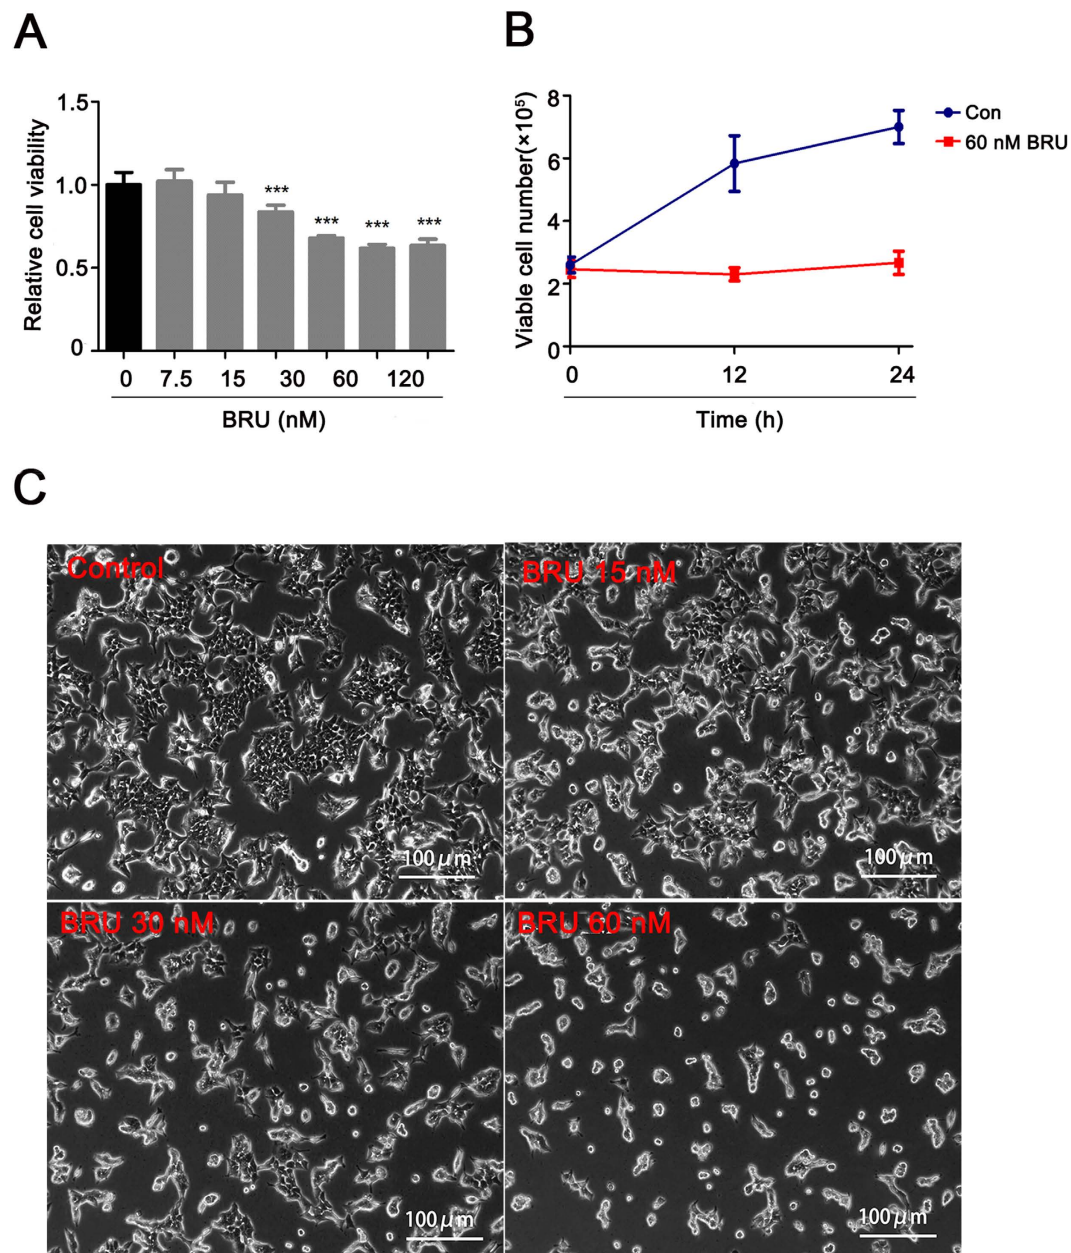 A
1.5
1.0
0.5
0
Relative cell viability
***
***
***
***
0 7.5 15 30 60 120
BRU (nM)
B
8
6
4
2
0
Viable cell number(×10⁵)
Con
60 nM BRU
0 12 24
Time (h)
C
Control
100μm
BRU 15 nM
100μm
BRU 30 nM
100μm
BRU 60 nM
100μm